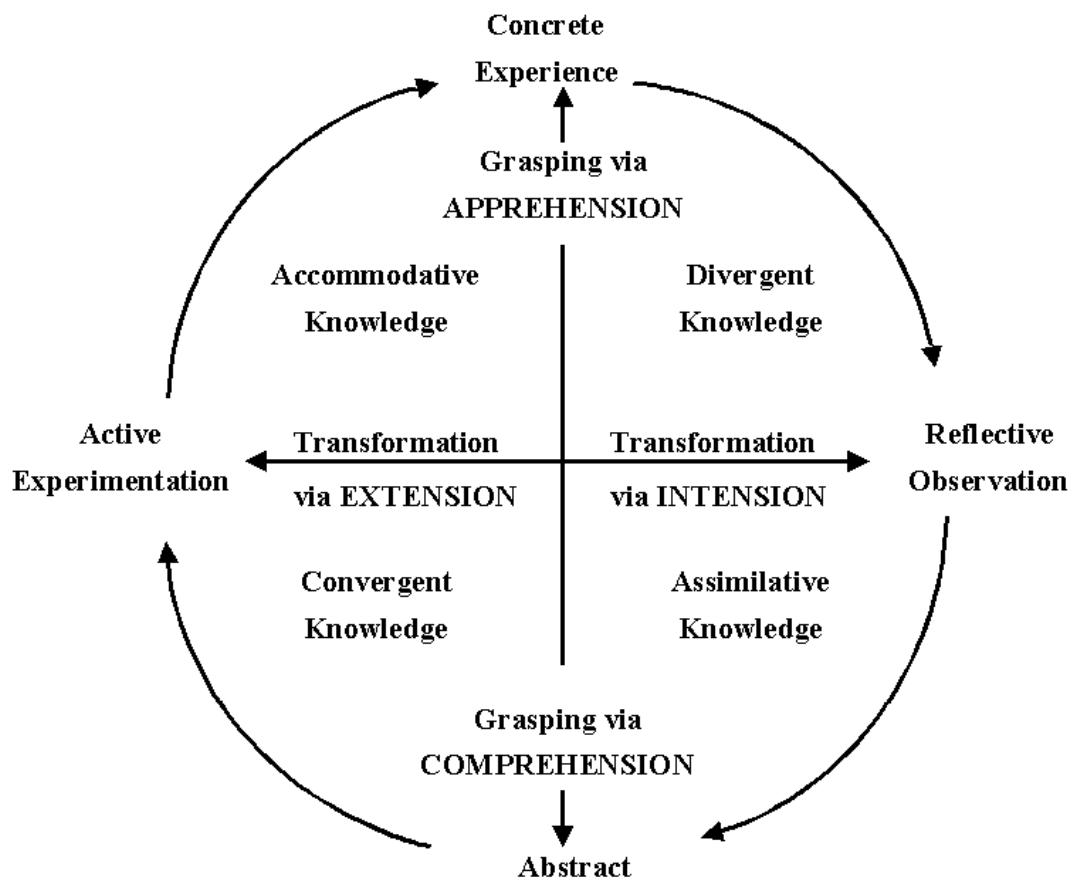 Concrete
Experience
Grasping via
APPREHENSION
Accommodative
Knowledge
Divergent
Knowledge
Active
Experimentation
Transformation
via EXTENSION
Transformation
via INTENSION
Reflective
Observation
Convergent
Knowledge
Assimilative
Knowledge
Grasping via
COMPREHENSION
Abstract